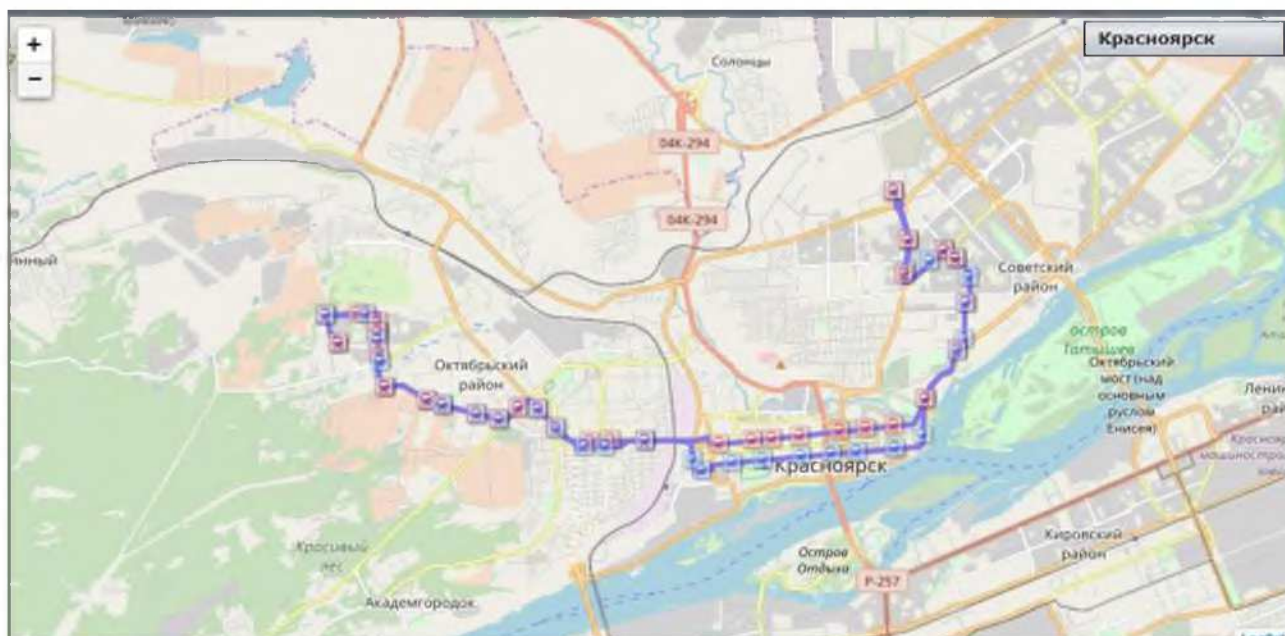 +
Красноярск
−
Солонцы
04К-294
04К-294
Советский
район
остров
Татышев
Октябрьский
мост (над
основным
руслом
Енисея)
Октябрьский
район
Красноярск
Кировский
район
Остров
Отдыха
Р-257
Красивый
лес
Академгородок